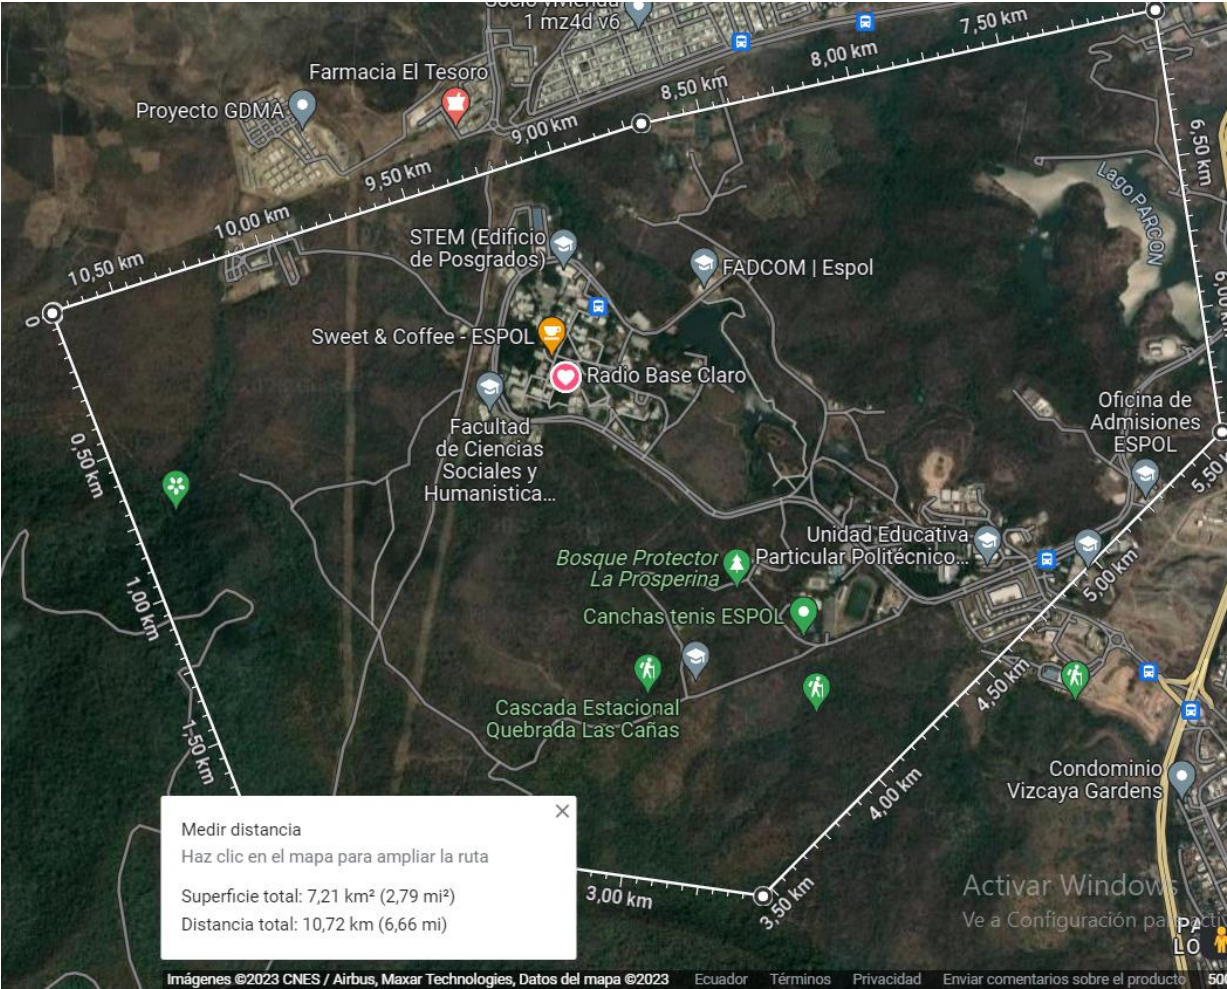 Socio Vivienda
1 mz4d v6
7,50 km
8,00 km
8,50 km
Farmacia El Tesoro
Proyecto GDMA
9,00 km
9,50 km
10,00 km
10,50 km
6,50 km
Lago PARCON
STEM (Edificio
de Posgrados)
FADCOM | Espol
6,0
0
Sweet & Coffee - ESPOL
Radio Base Claro
Facultad
de Ciencias
Sociales y
Humanistica...
Oficina de
Admisiones
ESPOL
0,50 km
5,50 k
Unidad Educativa
Particular Politécnico...
Bosque Protector
La Prosperina
5,00 km
1,00 km
Canchas tenis ESPOL
4,50 km
Cascada Estacional
Quebrada Las Cañas
1,50 km
Condominio
Vizcaya Gardens
4,00 km
Medir distancia
Haz clic en el mapa para ampliar la ruta
Superficie total: 7,21 km² (2,79 mi²)
Distancia total: 10,72 km (6,66 mi)
3,00 km
3,50 km
Activar Windows
Ve a Configuración para activ
PA
LO
Imágenes ©2023 CNES / Airbus, Maxar Technologies, Datos del mapa ©2023 Ecuador Términos Privacidad Enviar comentarios sobre el producto 50